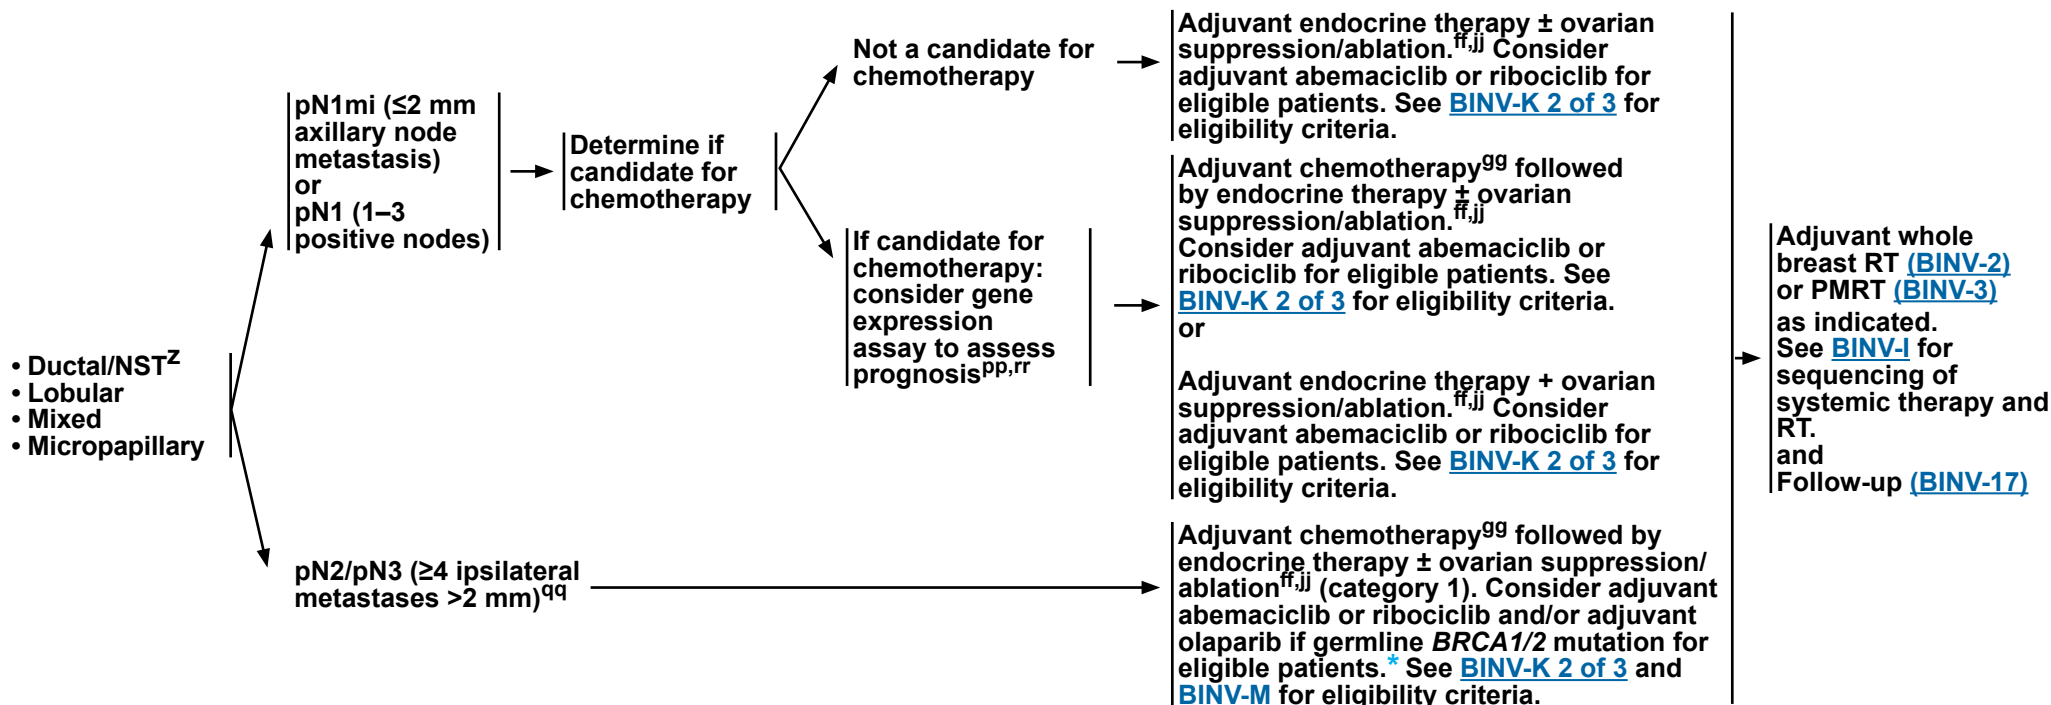 • Ductal/NSTz
• Lobular
• Mixed
• Micropapillary
pN1mi (≤2 mm
axillary node
metastasis)
or
pN1 (1–3
positive nodes)
pN2/pN3 (≥4 ipsilateral
metastases >2 mm)qq
Determine if
candidate for
chemotherapy
Not a candidate for
chemotherapy
If candidate for
chemotherapy:
consider gene
expression
assay to assess
prognosispp,rr
Adjuvant endocrine therapy ± ovarian
suppression/ablation.ff,jj Consider
adjuvant abemaciclib or ribociclib for
eligible patients. See BINV-K 2 of 3 for
eligibility criteria.
Adjuvant chemotherapygg followed
by endocrine therapy ± ovarian
suppression/ablation.ff,jj
Consider adjuvant abemaciclib or
ribociclib for eligible patients. See
BINV-K 2 of 3 for eligibility criteria.
or
Adjuvant endocrine therapy + ovarian
suppression/ablation.ff,jj Consider
adjuvant abemaciclib or ribociclib for
eligible patients. See BINV-K 2 of 3 for
eligibility criteria.
Adjuvant chemotherapygg followed by
endocrine therapy ± ovarian suppression/
ablationff,jj (category 1). Consider adjuvant
abemaciclib or ribociclib and/or adjuvant
olaparib if germline BRCA1/2 mutation for
eligible patients.* See BINV-K 2 of 3 and
BINV-M for eligibility criteria.
Adjuvant whole
breast RT (BINV-2)
or PMRT (BINV-3)
as indicated.
See BINV-I for
sequencing of
systemic therapy and
RT.
and
Follow-up (BINV-17)